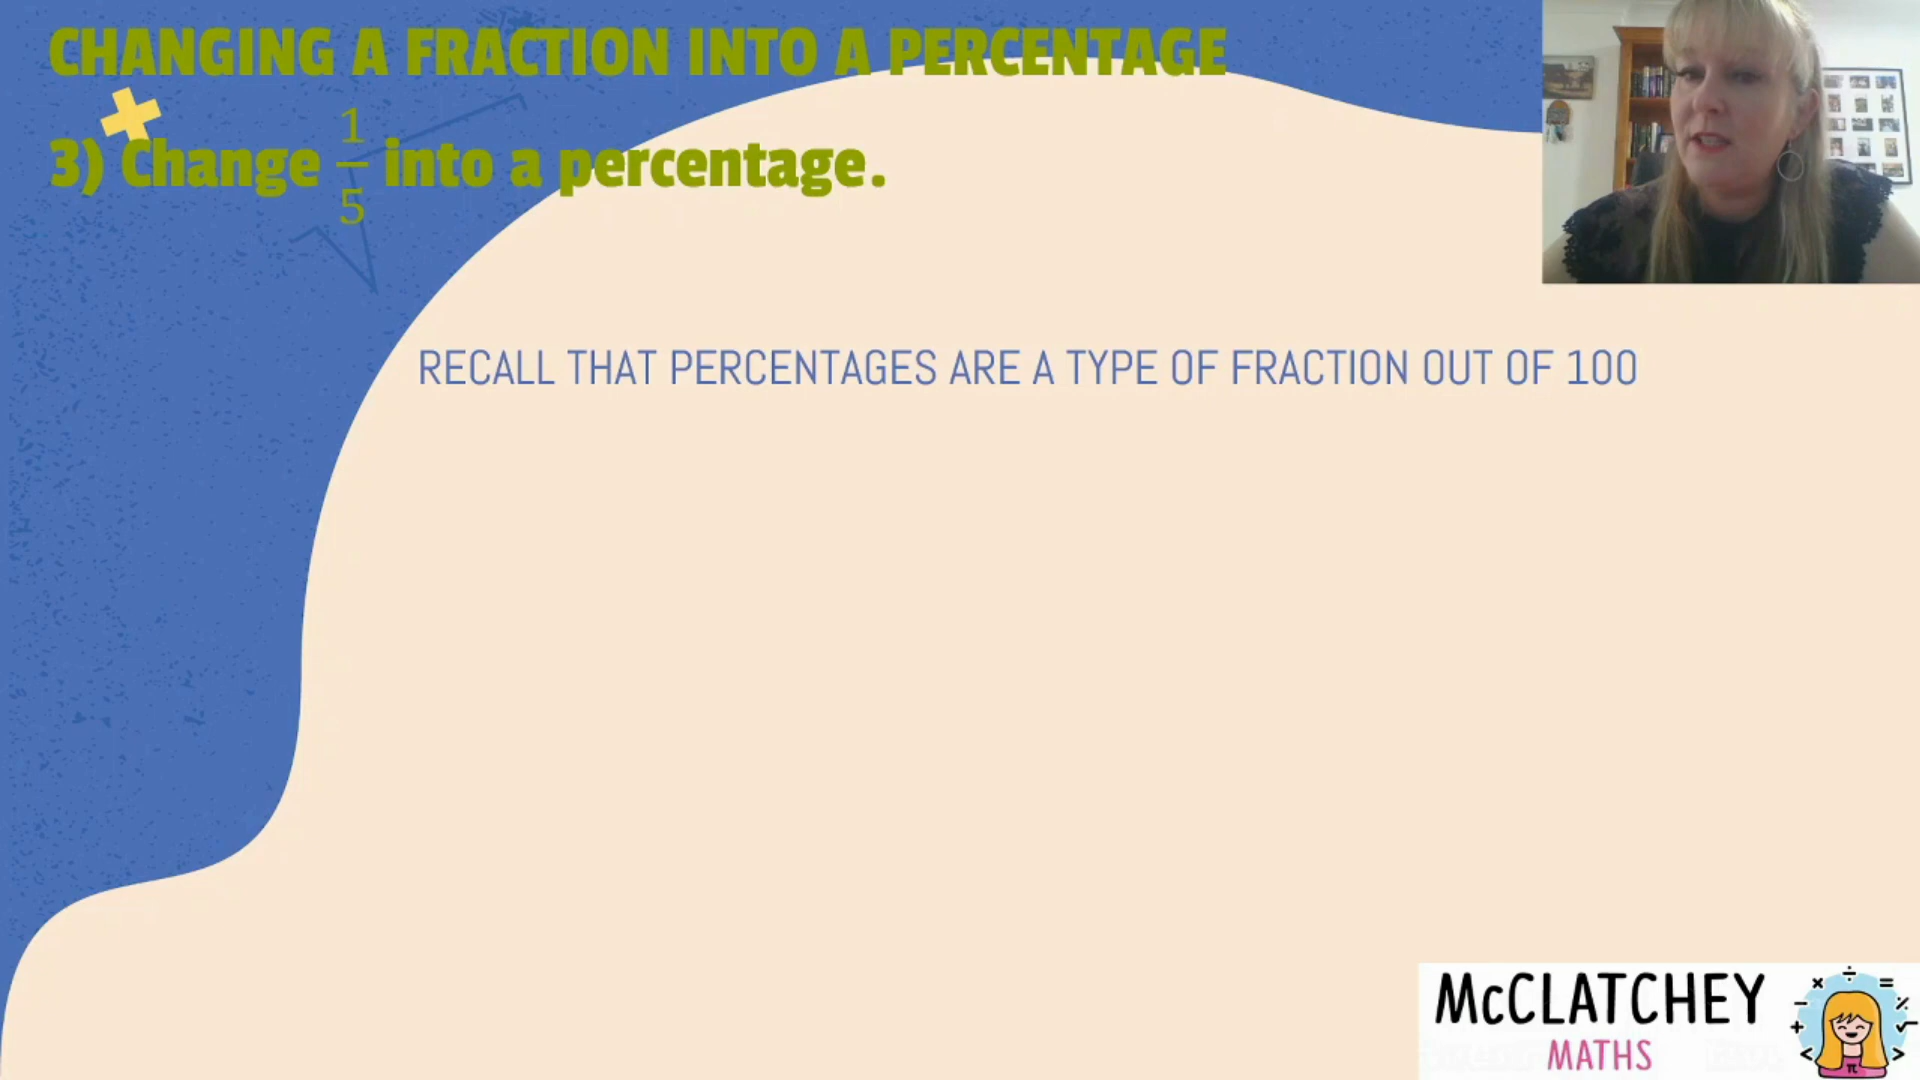 CHANGING A FRACTION INTO A PERCENTAGE
3) Change 1/5 into a percentage.
RECALL THAT PERCENTAGES ARE A TYPE OF FRACTION OUT OF 100
McCLATCHEY
MATHS